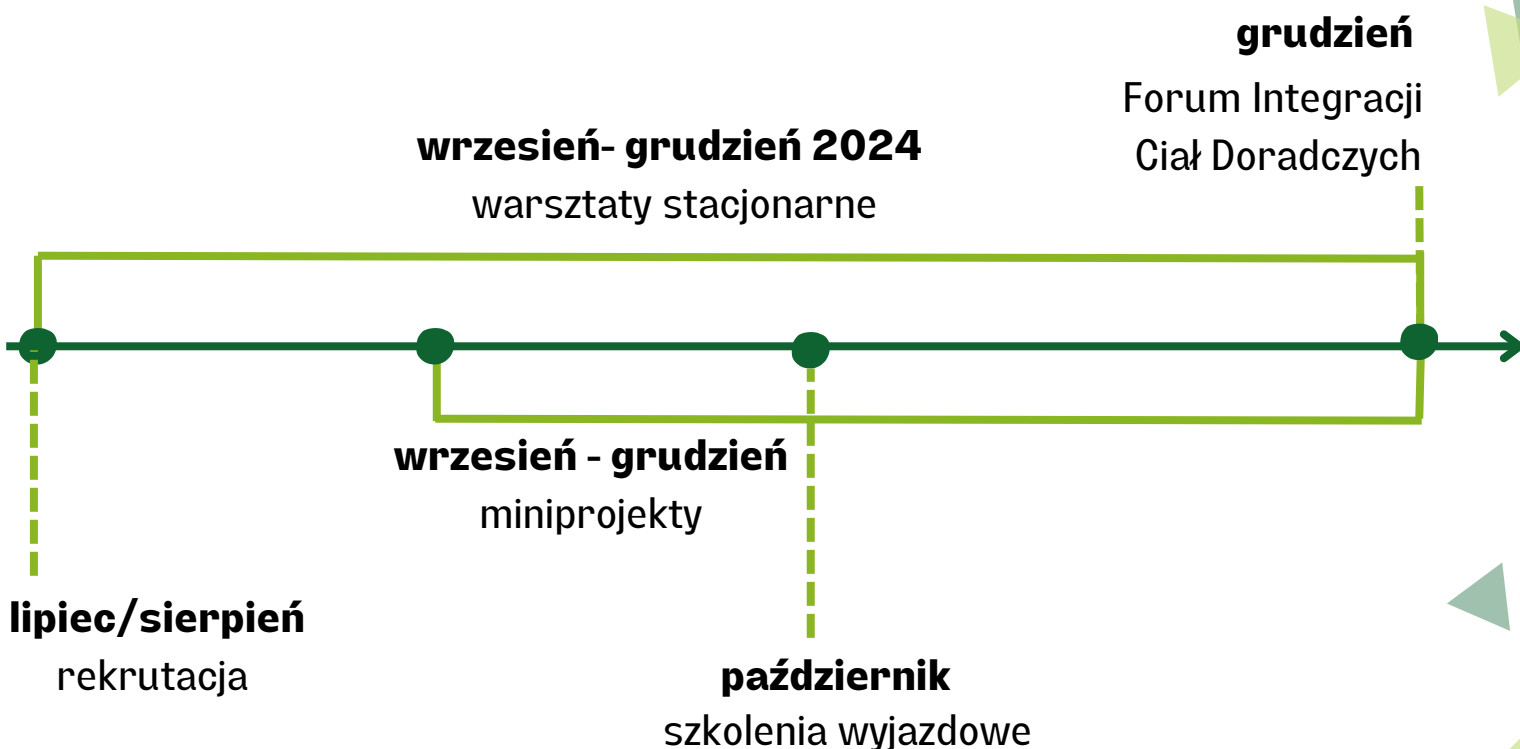 grudzień
Forum Integracji
Ciał Doradczych
wrzesień- grudzień 2024
warsztaty stacjonarne
wrzesień - grudzień
miniprojekty
lipiec/sierpień
rekrutacja
październik
szkolenia wyjazdowe